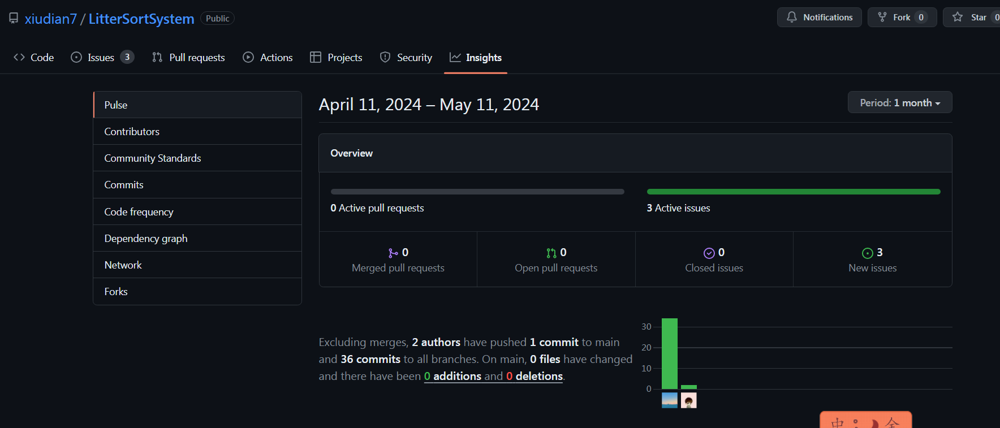 xiudian7 / LitterSortSystem Public
Notifications
Fork 0
Star 0
Code
Issues 3
Pull requests
Actions
Projects
Security
Insights
Pulse
Contributors
Community Standards
Commits
Code frequency
Dependency graph
Network
Forks
April 11, 2024 – May 11, 2024
Period: 1 month
Overview
0 Active pull requests
3 Active issues
0
Merged pull requests
0
Open pull requests
0
Closed issues
3
New issues
Excluding merges, 2 authors have pushed 1 commit to main
and 36 commits to all branches. On main, 0 files have changed
and there have been 0 additions and 0 deletions.
30
20
10
0
中